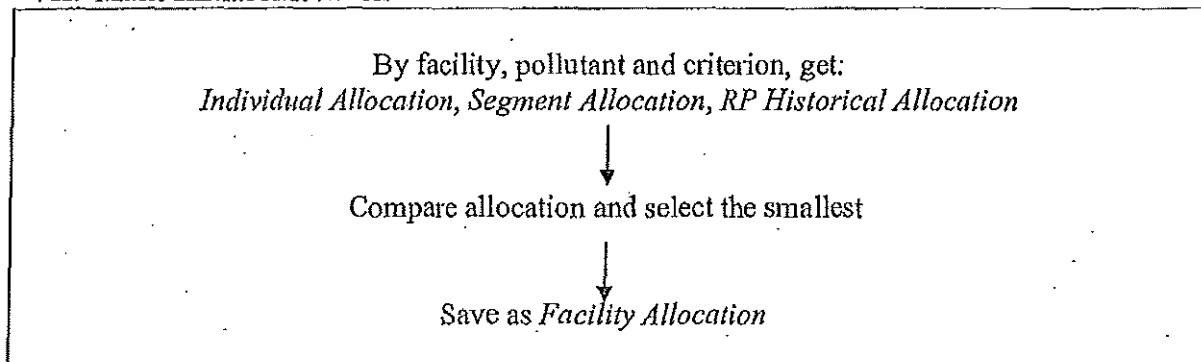 By facility, pollutant and criterion, get:
Individual Allocation, Segment Allocation, RP Historical Allocation
Compare allocation and select the smallest
Save as Facility Allocation